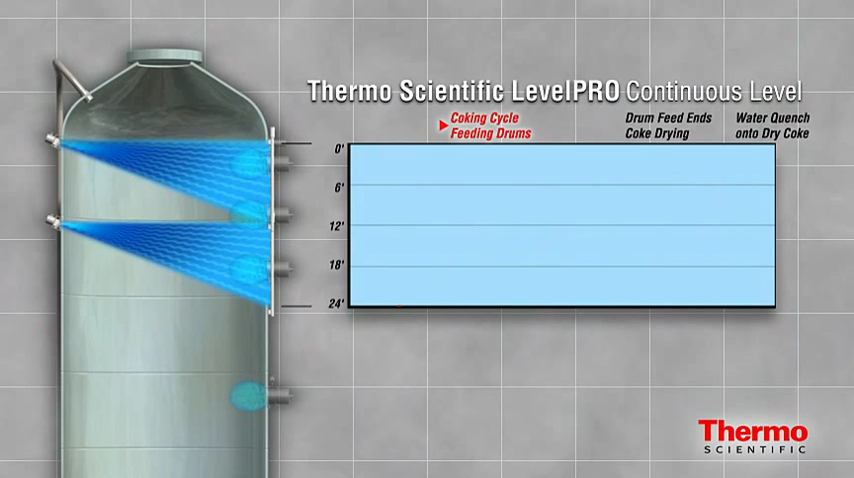 Thermo Scientific LevelPRO Continuous Level
Coking Cycle
Feeding Drums
Drum Feed Ends
Coke Drying
Water Quench
onto Dry Coke
0'
6'
12'
18'
24'
Thermo
SCIENTIFIC